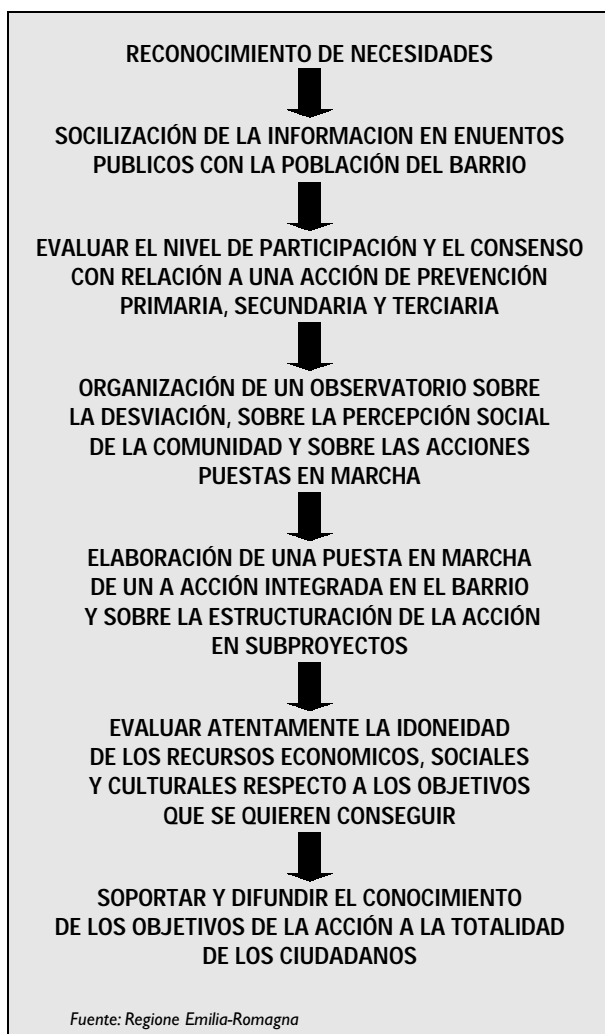 RECONOCIMIENTO DE NECESIDADES
SOCILIZACIÓN DE LA INFORMACION EN ENUENTOS
PUBLICOS CON LA POBLACIÓN DEL BARRIO
EVALUAR EL NIVEL DE PARTICIPACIÓN Y EL CONSENSO
CON RELACIÓN A UNA ACCIÓN DE PREVENCIÓN
PRIMARIA, SECUNDARIA Y TERCIARIA
ORGANIZACIÓN DE UN OBSERVATORIO SOBRE
LA DESVIACIÓN, SOBRE LA PERCEPCIÓN SOCIAL
DE LA COMUNIDAD Y SOBRE LAS ACCIONES
PUESTAS EN MARCHA
ELABORACIÓN DE UNA PUESTA EN MARCHA
DE UN A ACCIÓN INTEGRADA EN EL BARRIO
Y SOBRE LA ESTRUCTURACIÓN DE LA ACCIÓN
EN SUBPROYECTOS
EVALUAR ATENTAMENTE LA IDONEIDAD
DE LOS RECURSOS ECONOMICOS, SOCIALES
Y CULTURALES RESPECTO A LOS OBJETIVOS
QUE SE QUIEREN CONSEGUIR
SOPORTAR Y DIFUNDIR EL CONOCIMIENTO
DE LOS OBJETIVOS DE LA ACCIÓN A LA TOTALIDAD
DE LOS CIUDADANOS
Fuente: Regione Emilia-Romagna